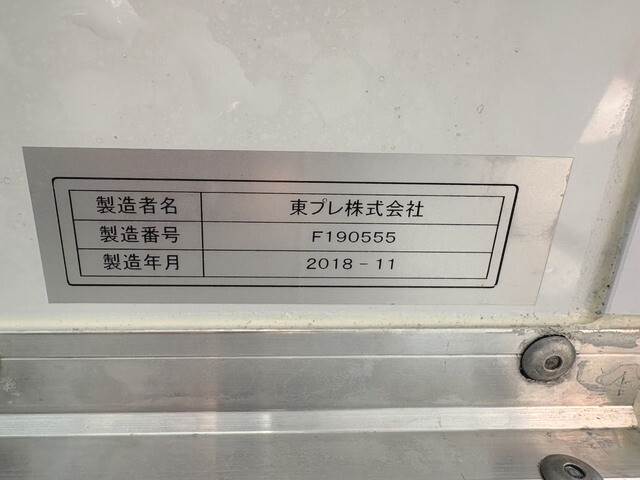 製造者名 東プレ株式会社
製造番号 F190555
製造年月 2018-11